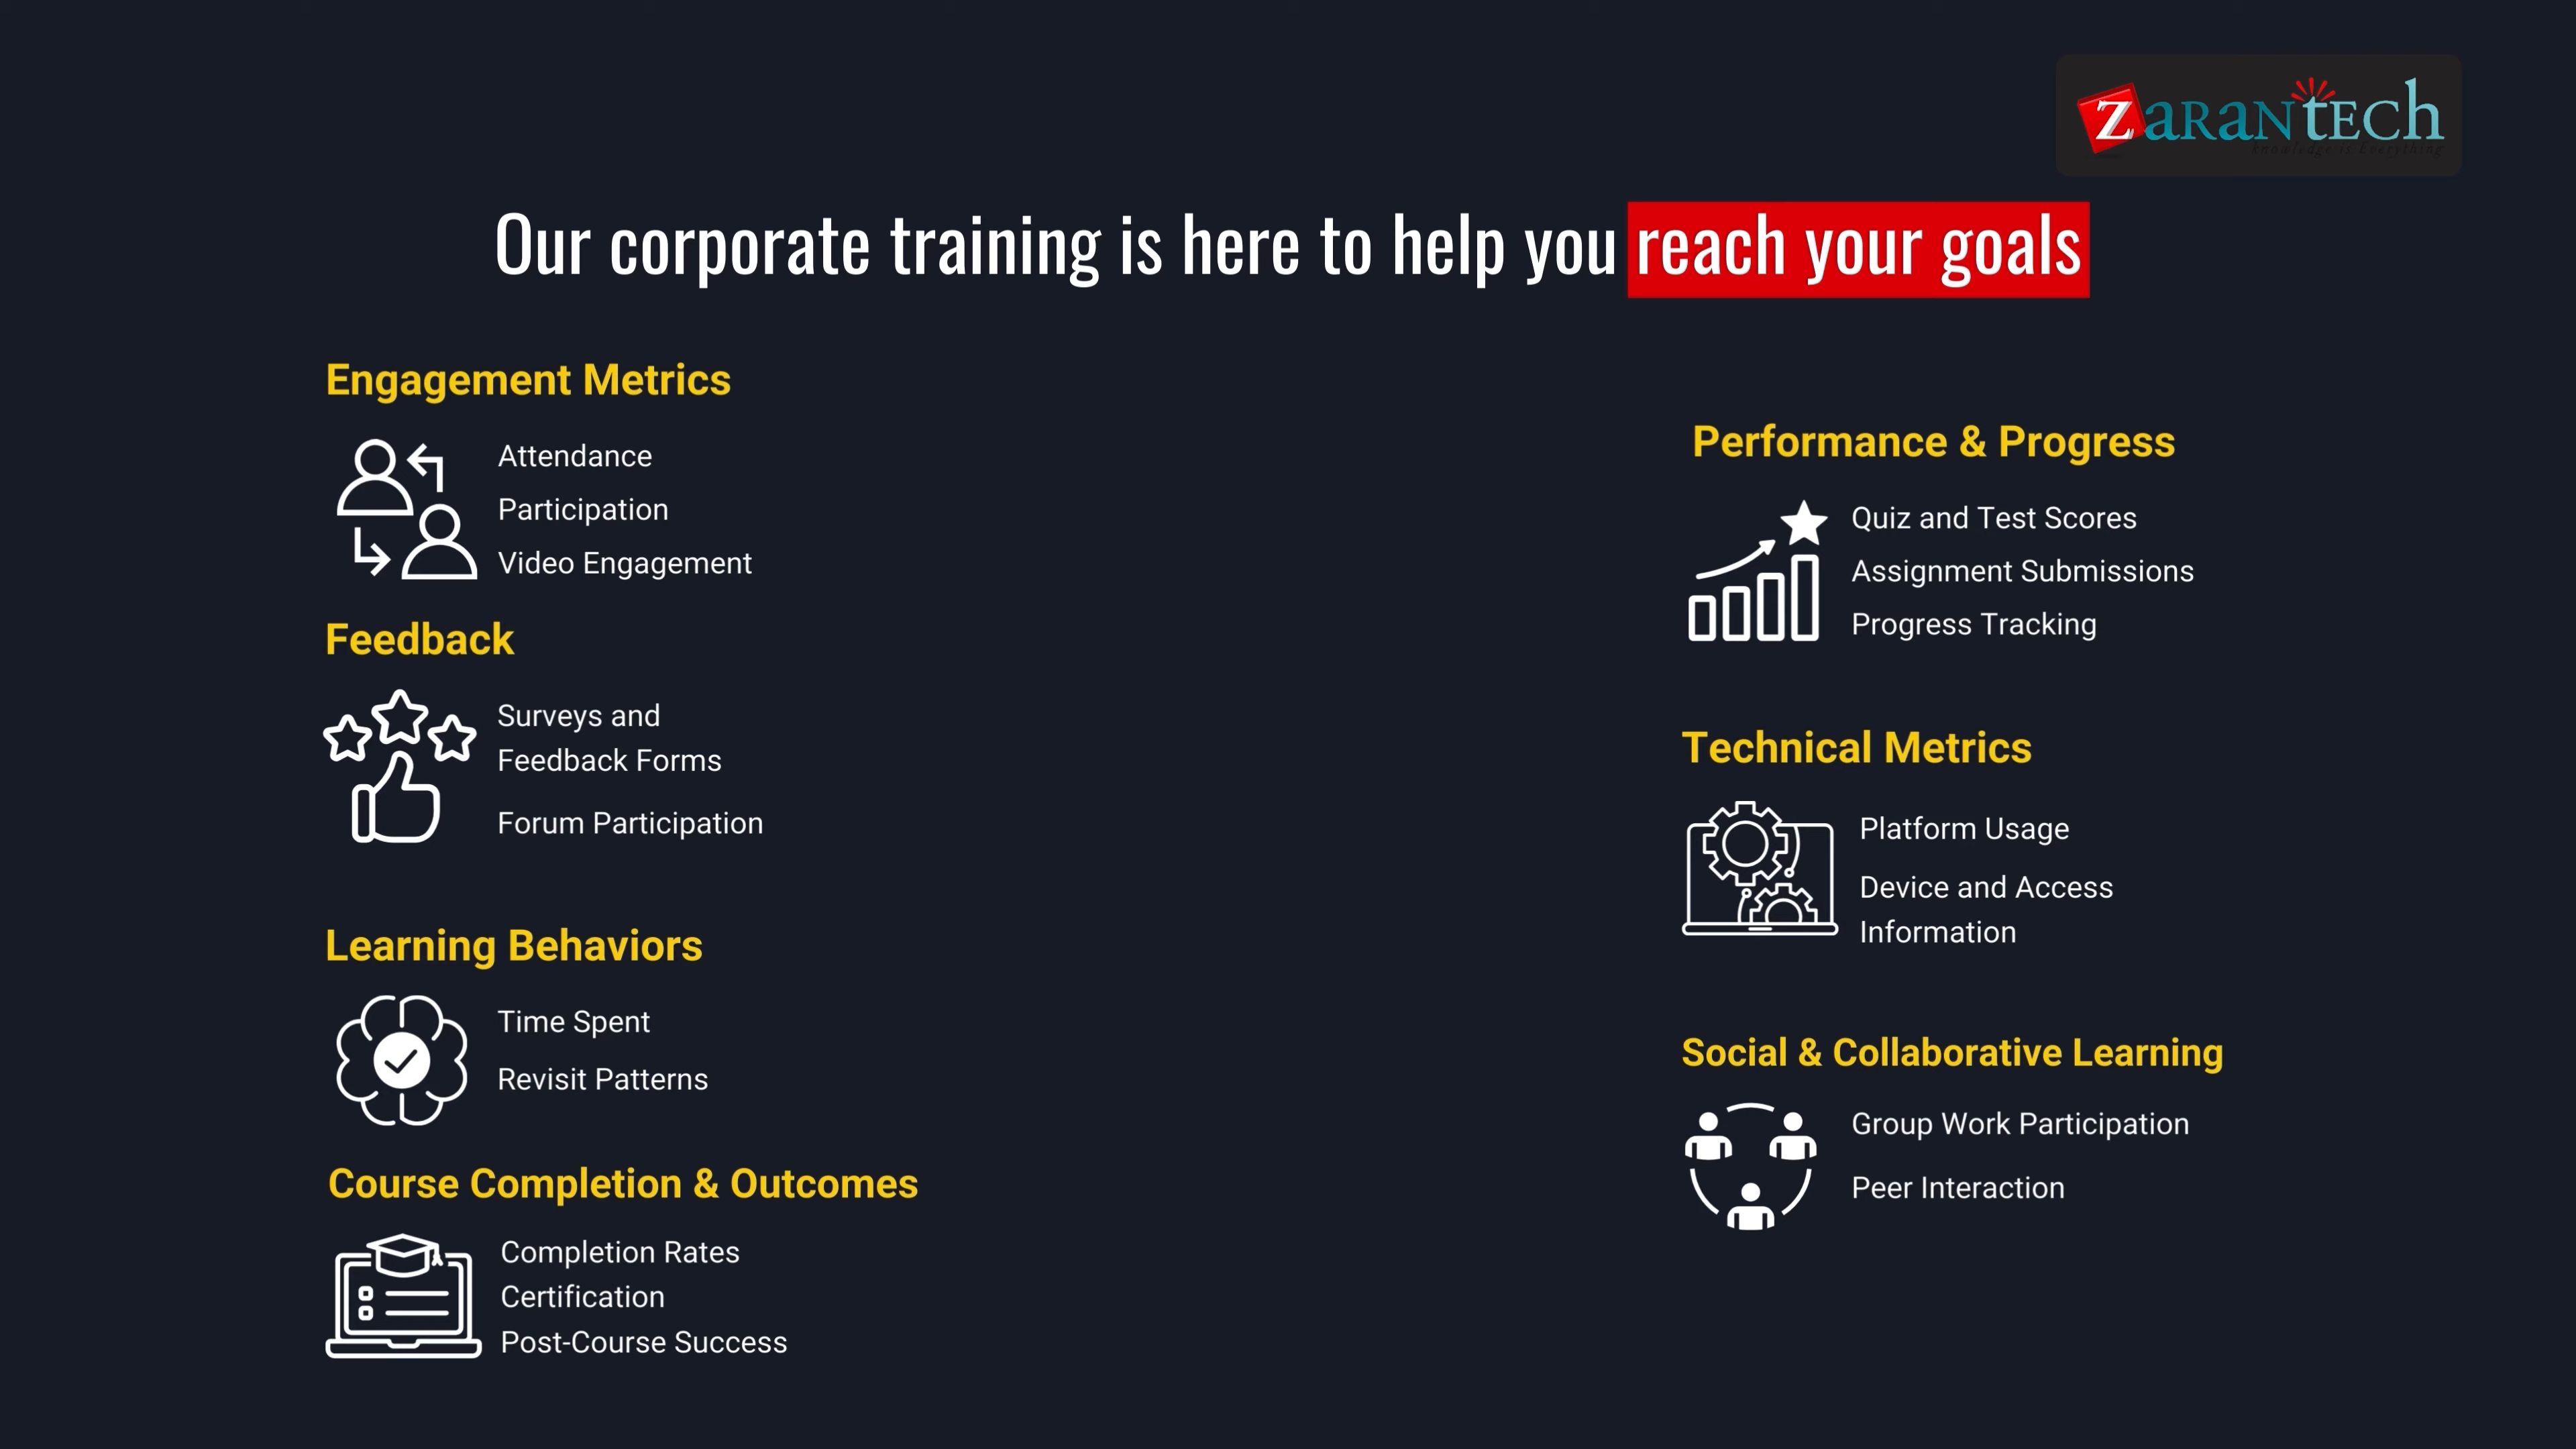 ZaranTech
knowledge is Everything
Our corporate training is here to help you reach your goals
Engagement Metrics
Attendance
Participation
Video Engagement
Feedback
Surveys and
Feedback Forms
Forum Participation
Learning Behaviors
Time Spent
Revisit Patterns
Course Completion & Outcomes
Completion Rates
Certification
Post-Course Success
Performance & Progress
Quiz and Test Scores
Assignment Submissions
Progress Tracking
Technical Metrics
Platform Usage
Device and Access
Information
Social & Collaborative Learning
Group Work Participation
Peer Interaction